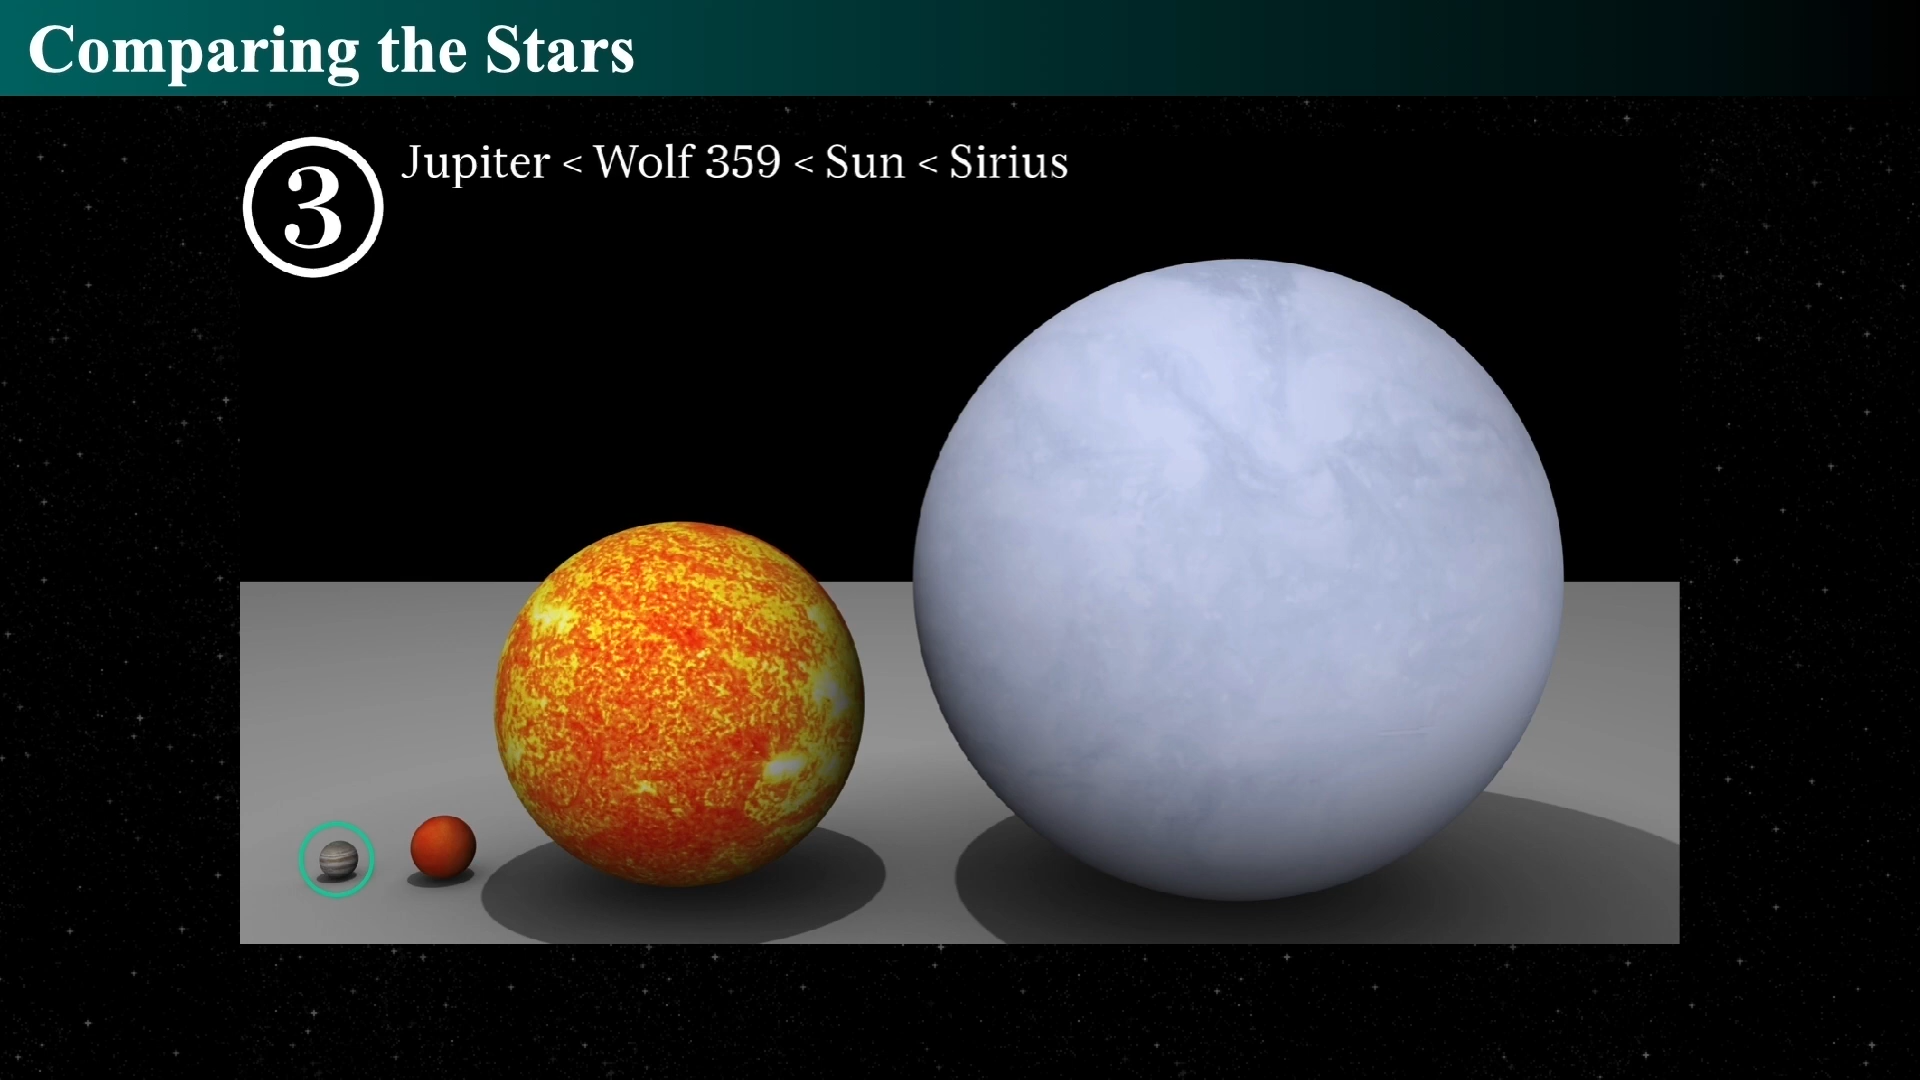 Comparing the Stars
3
Jupiter < Wolf 359 < Sun < Sirius